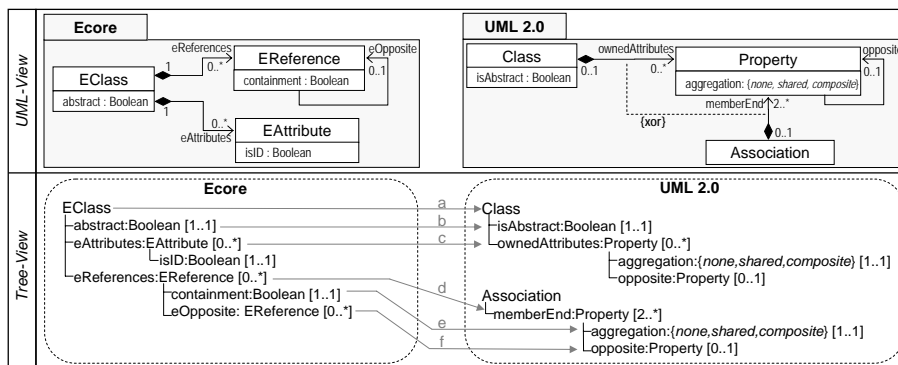 UML-View
Ecore
EClass
abstract : Boolean
1
eReferences
0..*
EReference
containment : Boolean
eOpposite
0..1
1
0..*
eAttributes
EAttribute
isID : Boolean
UML 2.0
Class
isAbstract : Boolean
0..1
ownedAttributes
0..*
Property
aggregation: {none, shared, composite}
opposite
0..1
memberEnd
2..*
{xor}
0..1
Association
Tree-View
Ecore
EClass
abstract:Boolean [1..1]
eAttributes:EAttribute [0..*]
isID:Boolean [1..1]
eReferences:EReference [0..*]
containment:Boolean [1..1]
eOpposite: EReference [0..*]
a
b
c
d
e
f
UML 2.0
Class
isAbstract:Boolean [1..1]
ownedAttributes:Property [0..*]
aggregation:{none,shared,composite} [1..1]
opposite:Property [0..1]
Association
memberEnd:Property [2..*]
aggregation:{none,shared,composite} [1..1]
opposite:Property [0..1]